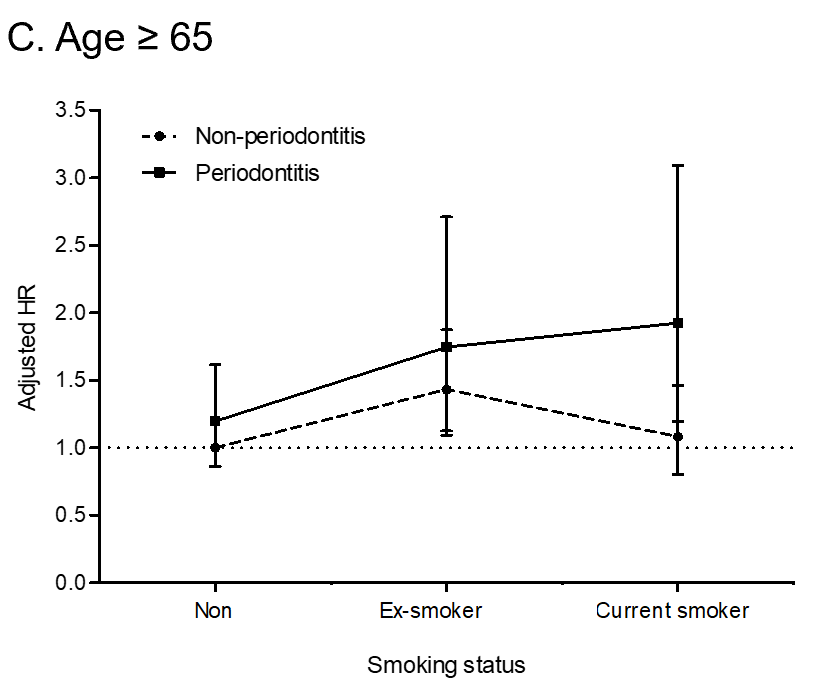 C. Age ≥ 65
3.5
3.0
2.5
2.0
1.5
1.0
0.5
0.0
Adjusted HR
Non-periodontitis
Periodontitis
Non
Ex-smoker
Current smoker
Smoking status